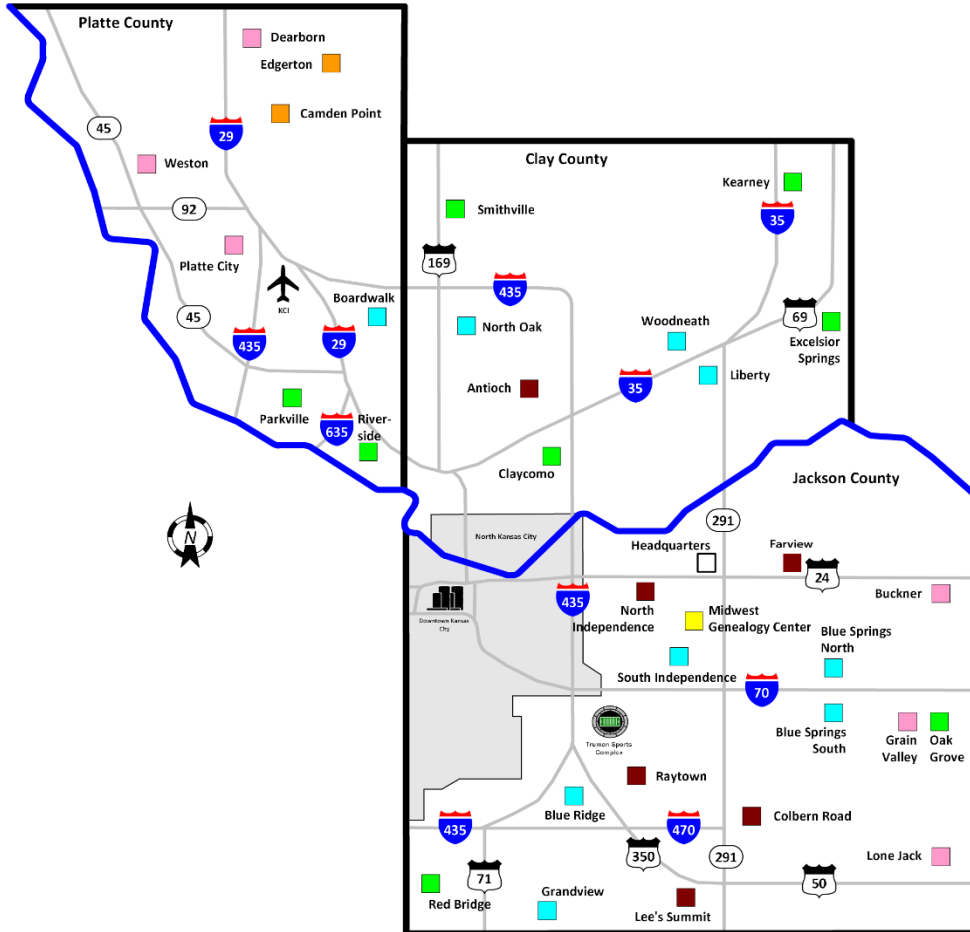 Platte County
Dearborn
Edgerton
Camden Point
45
29
Clay County
Weston
Kearney
92
Smithville
35
Platte City
169
KCI
Boardwalk
435
45
North Oak
Woodneath
69
435
29
Excelsior
Springs
Antioch
35
Liberty
Parkville
635
River-
side
Claycomo
Jackson County
N
291
North Kansas City
Headquarters
Farview
24
435
Buckner
Downtown Kansas
City
North
Independence
Midwest
Genealogy Center
Blue Springs
North
South Independence
70
Truman Sports
Complex
Blue Springs
South
Grain
Valley
Oak
Grove
Raytown
Blue Ridge
Colbern Road
435
470
350
291
Lone Jack
71
50
Red Bridge
Grandview
Lee's Summit